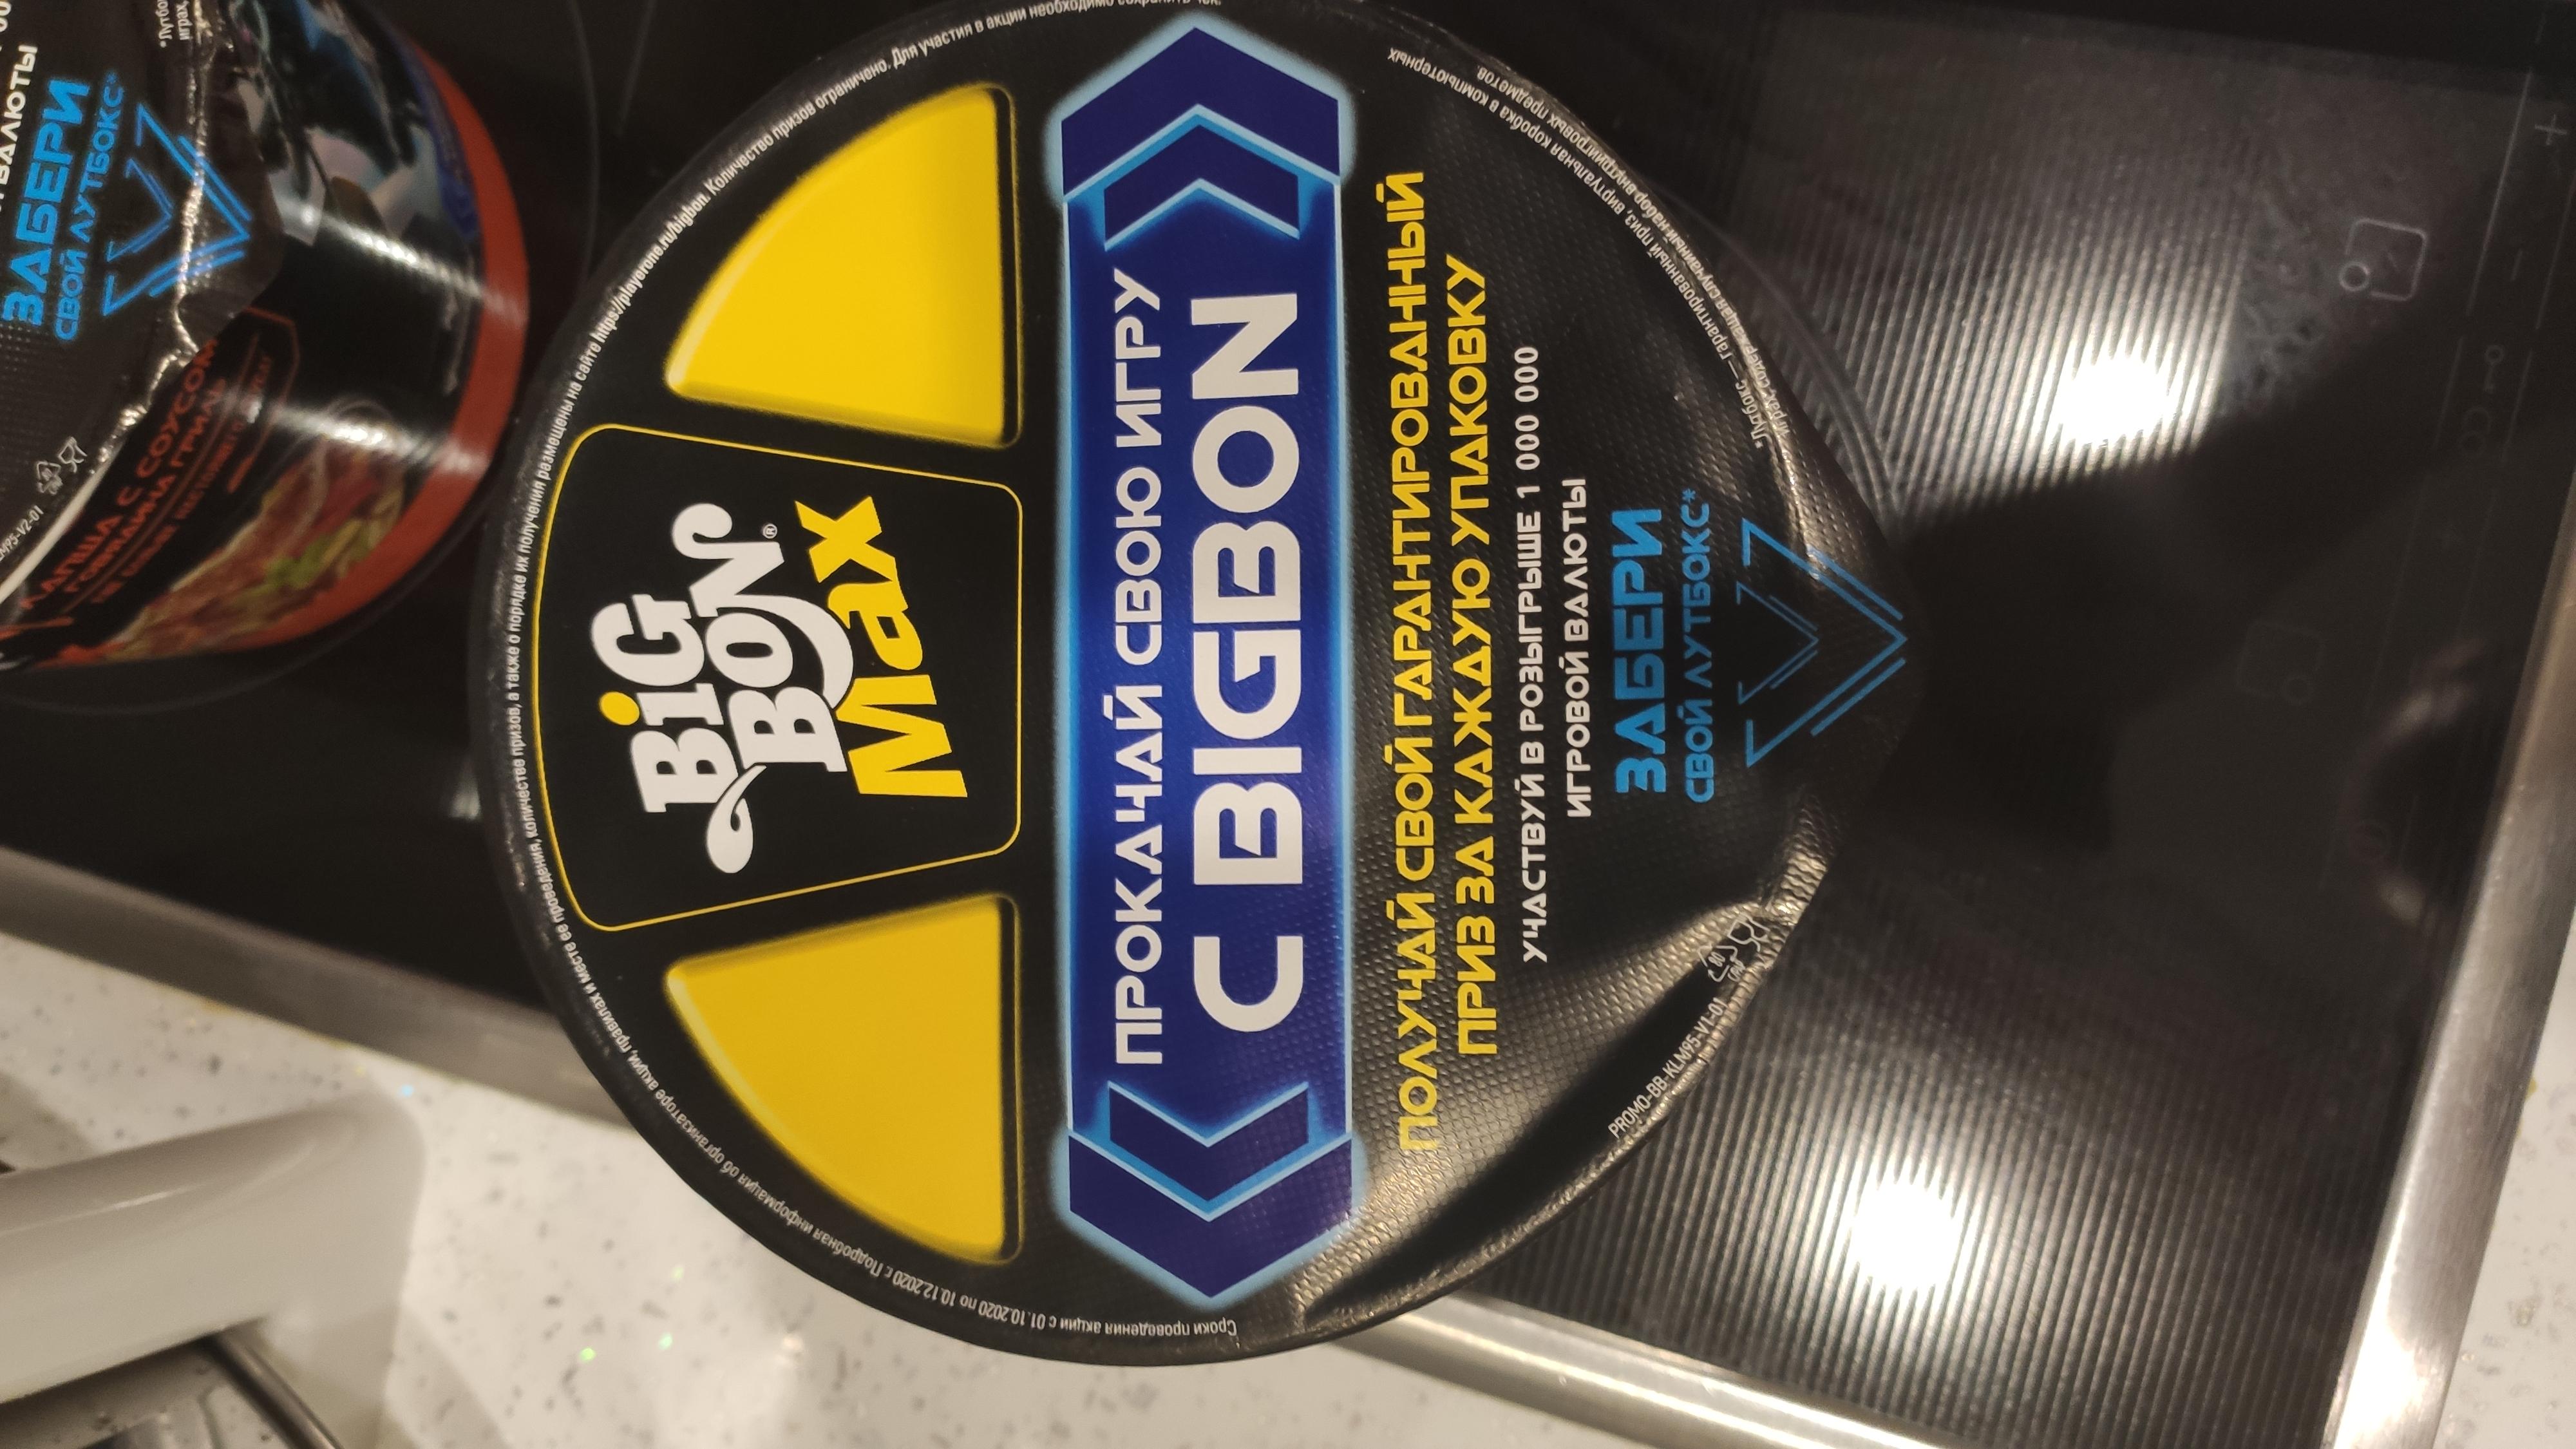 BiG
BON®
Max
ПРОКАЧАЙ СВОЮ ИГРУ
С BIGBON
ПОЛУЧАЙ СВОЙ ГАРАНТИРОВАННЫЙ
ПРИЗ ЗА КАЖДУЮ УПАКОВКУ
УЧАСТВУЙ В РОЗЫГРЫШЕ 1 000 000
ИГРОВОЙ ВАЛЮТЫ
ЗАБЕРИ
СВОЙ ЛУТБОКС*
Сроки проведения акции с 01.10.2020 по 10.12.2020 г. Подробная информация об организаторе акции, правилах и месте ее проведения, количестве призов, а также о порядке их получения размещены на сайте https://playerone.ru/bigbon. Количество призов ограничено. Для участия в акции необходимо сохранить чек.
*Лутбокс — гарантированный приз, виртуальная коробка в компьютерных
играх, содержащая случайный набор внутриигровых предметов.
PROMO-BB-KLM95-V1-01
ВАЛЮТЫ
ЗАБЕРИ
СВОЙ ЛУТБОКС*
ЛАПША С СОУСОМ
ГОВЯДИНА ГРИЛЬ